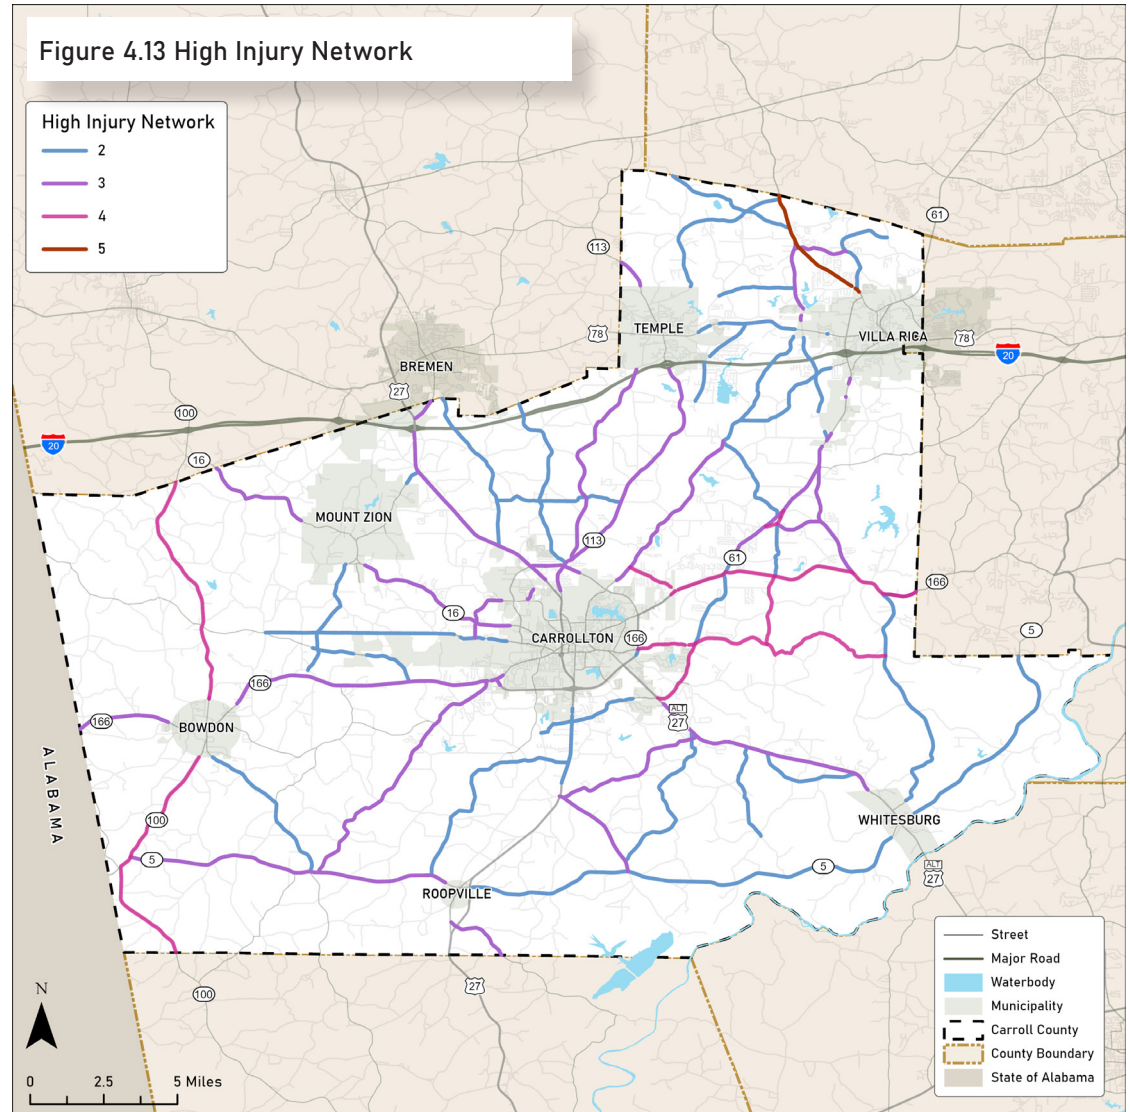 Figure 4.13 High Injury Network
High Injury Network
2
3
4
5
61
113
TEMPLE
78
VILLA RICA
78
BREMEN
20
27
100
20
16
MOUNT ZION
113
61
166
16
CARROLLTON
166
5
166
166
ALT
27
BOWDON
ALABAMA
100
WHITESBURG
5
5
ALT
27
ROOPVILLE
27
100
N
0 2.5 5 Miles
Street
Major Road
Waterbody
Municipality
Carroll County
County Boundary
State of Alabama